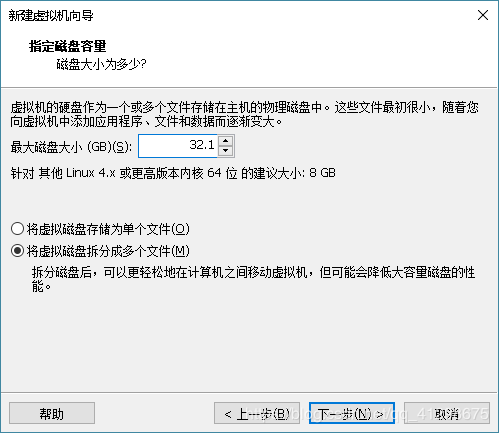 新建虚拟机向导
指定磁盘容量
磁盘大小为多少?
虚拟机的硬盘作为一个或多个文件存储在主机的物理磁盘中。这些文件最初很小，随着您
向虚拟机中添加应用程序、文件和数据而逐渐变大。
最大磁盘大小 (GB)(S): 32.1
针对 其他 Linux 4.x 或更高版本内核 64 位 的建议大小: 8 GB
将虚拟磁盘存储为单个文件(O)
将虚拟磁盘拆分成多个文件(M)
拆分磁盘后，可以更轻松地在计算机之间移动虚拟机，但可能会降低大容量磁盘的性
能。
帮助 < 上一步(B) 下一步(N) > 取消